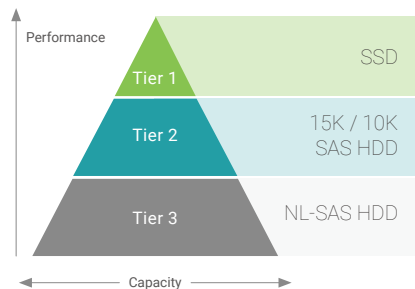 Performance
SSD
Tier 1
15K / 10K
SAS HDD
Tier 2
NL-SAS HDD
Tier 3
Capacity